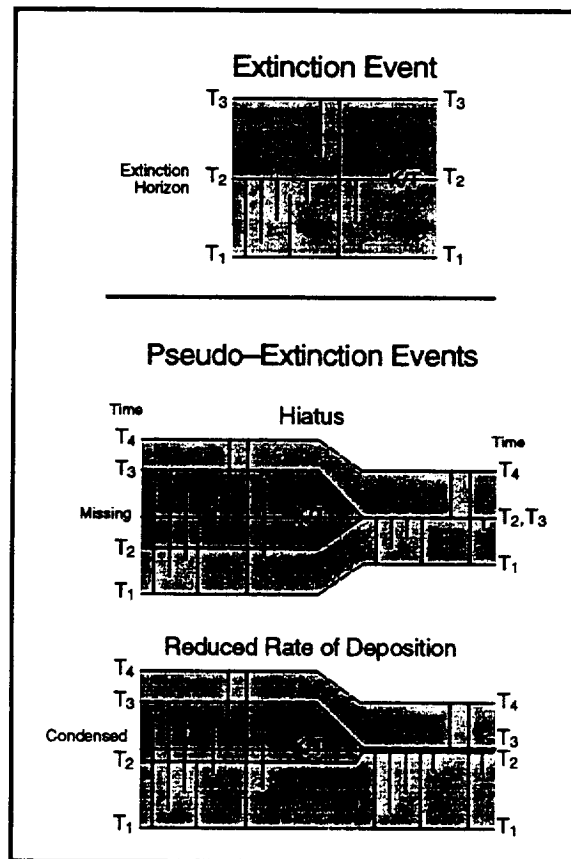 Extinction Event
T₃ T₃
Extinction
Horizon
T₂ K/T T₂
T₁ T₁
Pseudo–Extinction Events
Hiatus
Time Time
T₄ T₄
T₃
Missing T₂,T₃
T₂
T₁ T₁
Reduced Rate of Deposition
T₄ T₄
T₃ T₃
Condensed
T₂ T₂
T₁ T₁